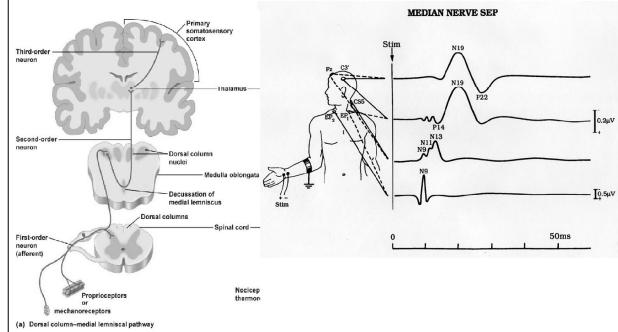 Primary
somatosensory
cortex
Third-order
neuron
Thalamus
Second-order
neuron
Dorsal column
nuclei
Medulla oblongata
Decussation of
medial lemniscus
Dorsal columns
Spinal cord
First-order
neuron
(afferent)
Proprioceptors
or
mechanoreceptors
Nocicep
thermor
(a) Dorsal column–medial lemniscal pathway
MEDIAN NERVE SEP
Stim
Fz
C3'
CS5
EP2
EP1
Stim
N19
P22
N19
P14
0.2μV
N13
N11
N9
N9
0.5μV
0
50ms